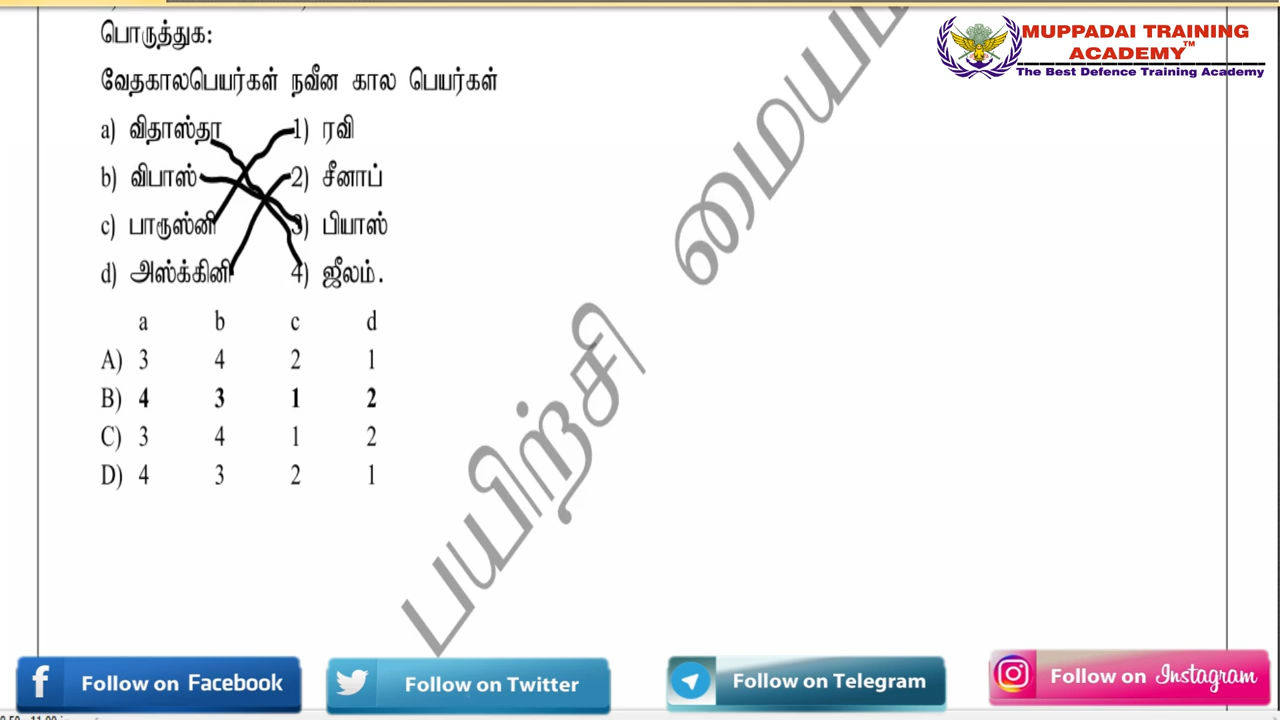 MUPPADAI TRAINING
ACADEMY™
The Best Defence Training Academy
பொருத்துக:
வேதகாலபெயர்கள் நவீன கால பெயர்கள்
a) விதாஸ்தா 1) ரவி
b) விபாஸ் 2) சீனாப்
c) பாருஸ்னி 3) பியாஸ்
d) அஸ்க்கினி 4) ஜீலம்.
a b c d
A) 3 4 2 1
B) 4 3 1 2
C) 3 4 1 2
D) 4 3 2 1
பயிற்சி
Follow on Facebook
Follow on Twitter
Follow on Telegram
Follow on Instagram